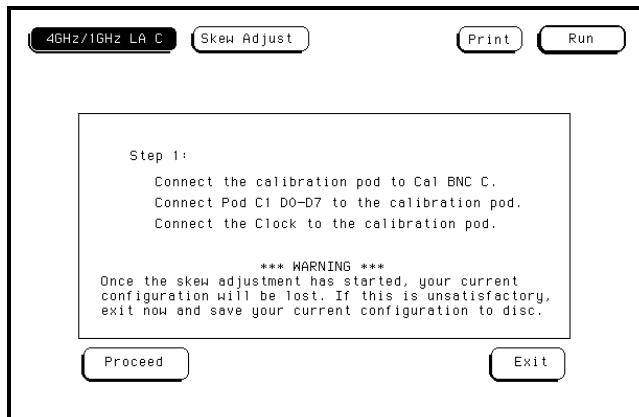 4GHz/1GHz LA C Skew Adjust Print Run
Step 1:
Connect the calibration pod to Cal BNC C.
Connect Pod C1 D0-D7 to the calibration pod.
Connect the Clock to the calibration pod.
*** WARNING ***
Once the skew adjustment has started, your current
configuration will be lost. If this is unsatisfactory,
exit now and save your current configuration to disc.
Proceed Exit